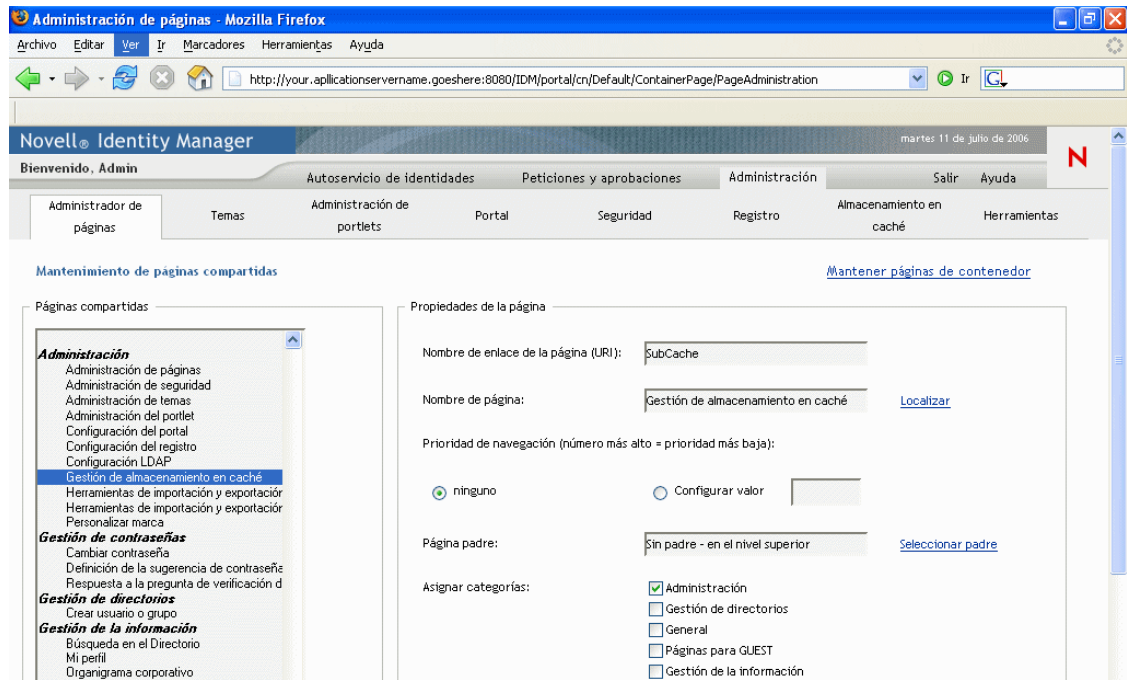 Administración de páginas - Mozilla Firefox
Archivo Editar Ver Ir Marcadores Herramientas Ayuda
http://your.apllicationservername.goeshere:8080/IDM/portal/cn/Default/ContainerPage/PageAdministration Ir G
Novell® Identity Manager
martes 11 de julio de 2006
N
Bienvenido, Admin
Autoservicio de identidades Peticiones y aprobaciones Administración Salir Ayuda
Administrador de páginas Temas Administración de portlets Portal Seguridad Registro Almacenamiento en caché Herramientas
Mantenimiento de páginas compartidas
Mantener páginas de contenedor
Páginas compartidas
Administración
Administración de páginas
Administración de seguridad
Administración de temas
Administración del portlet
Configuración del portal
Configuración del registro
Configuración LDAP
Gestión de almacenamiento en caché
Herramientas de importación y exportación
Herramientas de importación y exportación
Personalizar marca
Gestión de contraseñas
Cambiar contraseña
Definición de la sugerencia de contraseña
Respuesta a la pregunta de verificación d
Gestión de directorios
Crear usuario o grupo
Gestión de la información
Búsqueda en el Directorio
Mi perfil
Organigrama corporativo
Propiedades de la página
Nombre de enlace de la página (URI): SubCache
Nombre de página: Gestión de almacenamiento en caché Localizar
Prioridad de navegación (número más alto = prioridad más baja):
ninguno Configurar valor
Página padre: Sin padre - en el nivel superior Seleccionar padre
Asignar categorías: Administración
Gestión de directorios
General
Páginas para GUEST
Gestión de la información